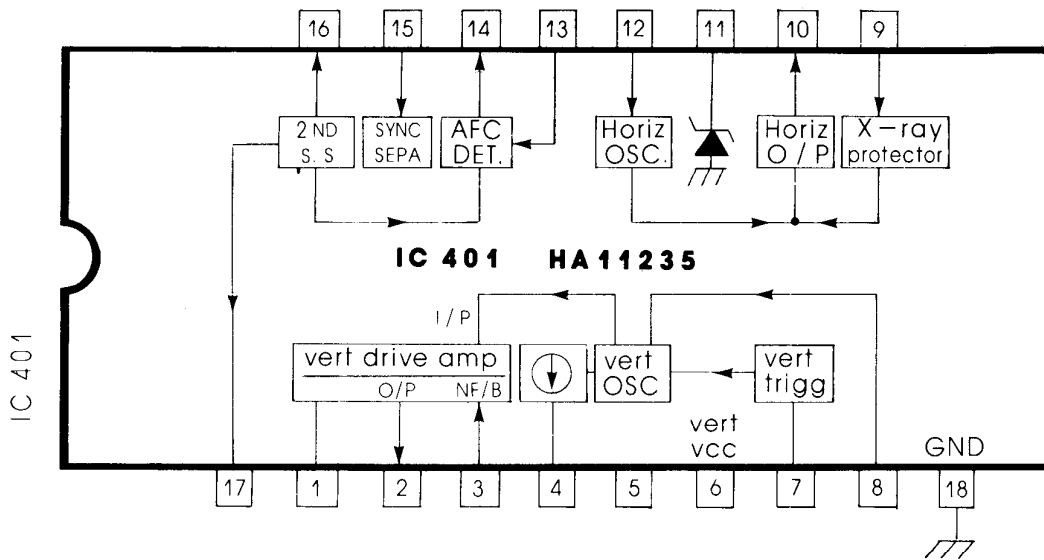 16 15 14 13 12 11 10 9
2 ND
S. S
SYNC
SEPA
AFC
DET.
Horiz
OSC.
Horiz
O / P
X-ray
protector
IC 401 HA11235
IC 401
I / P
vert drive amp
O/P NF/B
vert
OSC
vert
trigg
vert
vcc
GND
17 1 2 3 4 5 6 7 8 18